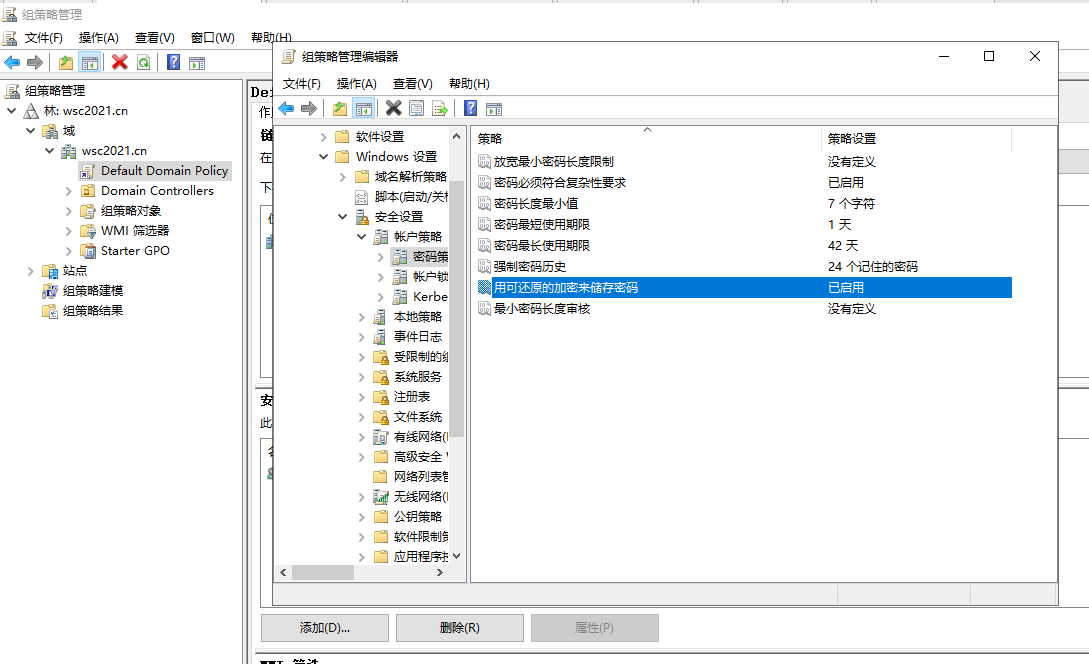 组策略管理
文件(F) 操作(A) 查看(V) 窗口(W) 帮助(H)
组策略管理
林: wsc2021.cn
域
wsc2021.cn
Default Domain Policy
Domain Controllers
组策略对象
WMI 筛选器
Starter GPO
站点
组策略建模
组策略结果
作
在
下
安
此
添加(D)... 删除(R) 属性(P)
组策略管理编辑器
文件(F) 操作(A) 查看(V) 帮助(H)
软件设置
Windows 设置
域名解析策略
脚本(启动/关机
安全设置
帐户策略
密码策
帐户锁
Kerbe
本地策略
事件日志
受限制的组
系统服务
注册表
文件系统
有线网络(I
高级安全 W
网络列表管
无线网络(I
公钥策略
软件限制策
应用程序控
策略 策略设置
放宽最小密码长度限制 没有定义
密码必须符合复杂性要求 已启用
密码长度最小值 7 个字符
密码最短使用期限 1 天
密码最长使用期限 42 天
强制密码历史 24 个记住的密码
用可还原的加密来储存密码 已启用
最小密码长度审核 没有定义